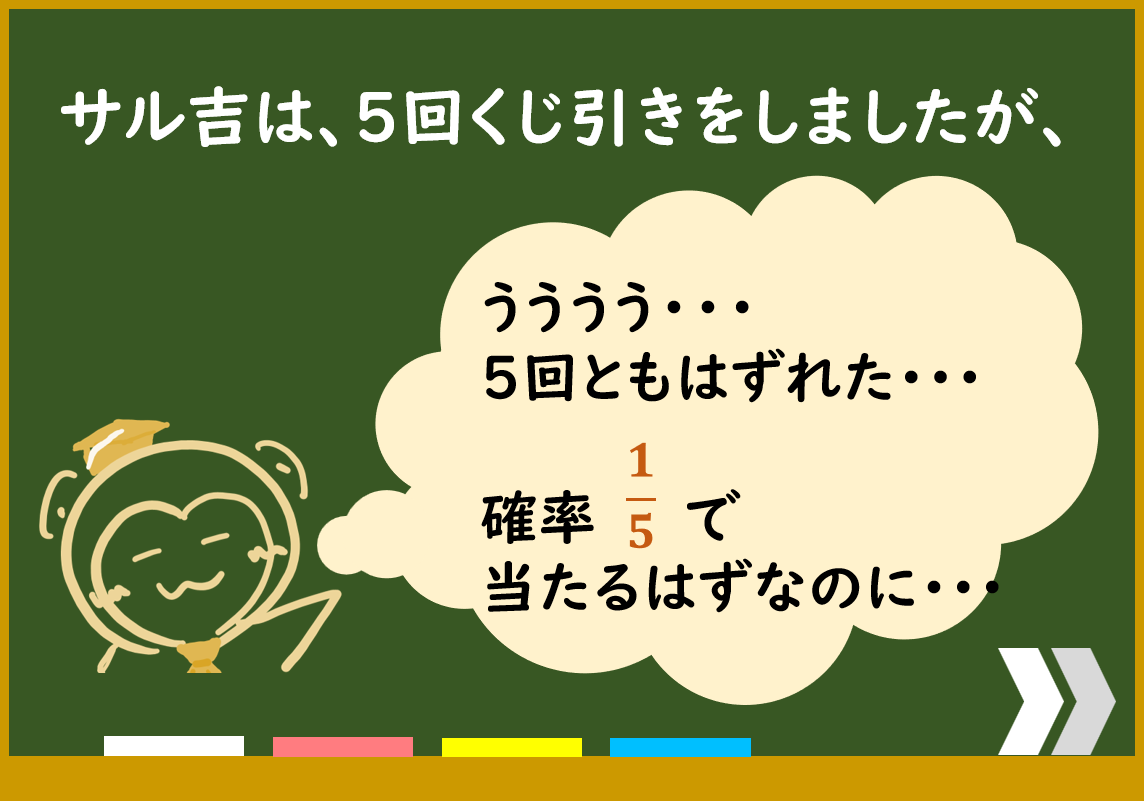 サル吉は、5回くじ引きをしましたが、
うううう・・・
5回ともはずれた・・・
確率 1/5 で
当たるはずなのに・・・